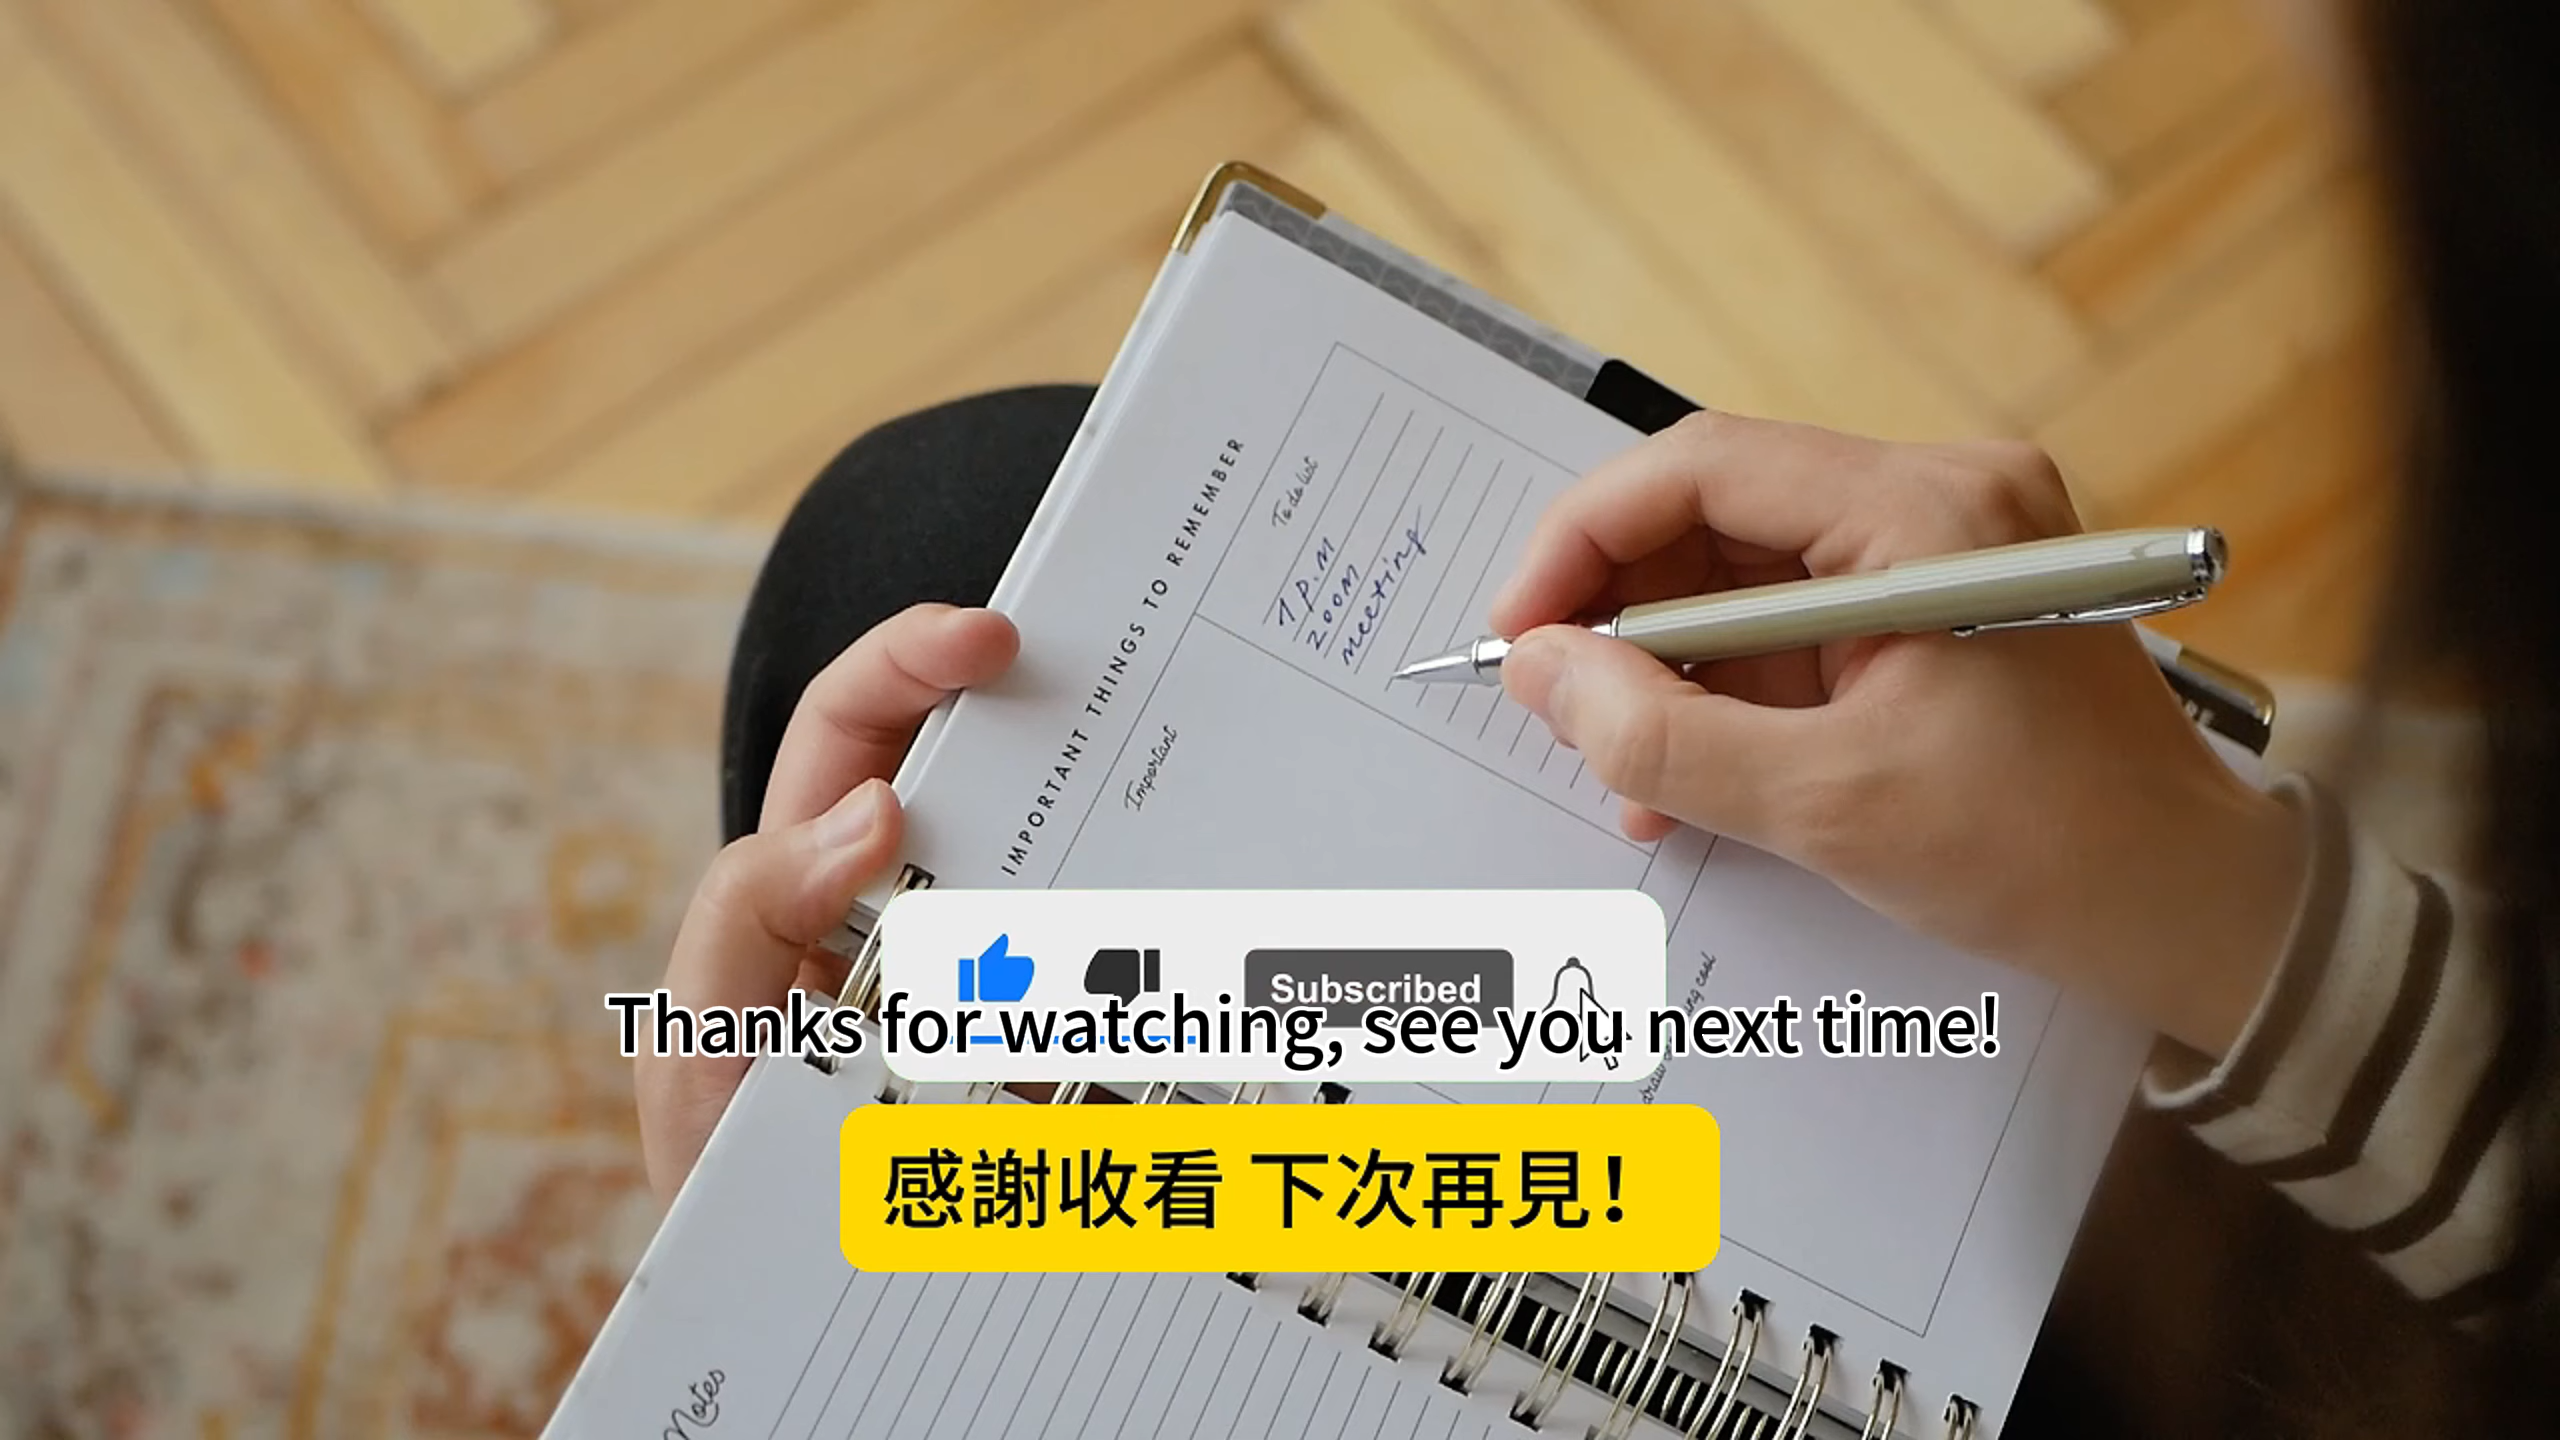 IMPORTANT THINGS TO REMEMBER
To do list
1 P.M
ZOOM
meeting
Important
Subscribed
Thanks for watching, see you next time!
感謝收看 下次再見!
Notes